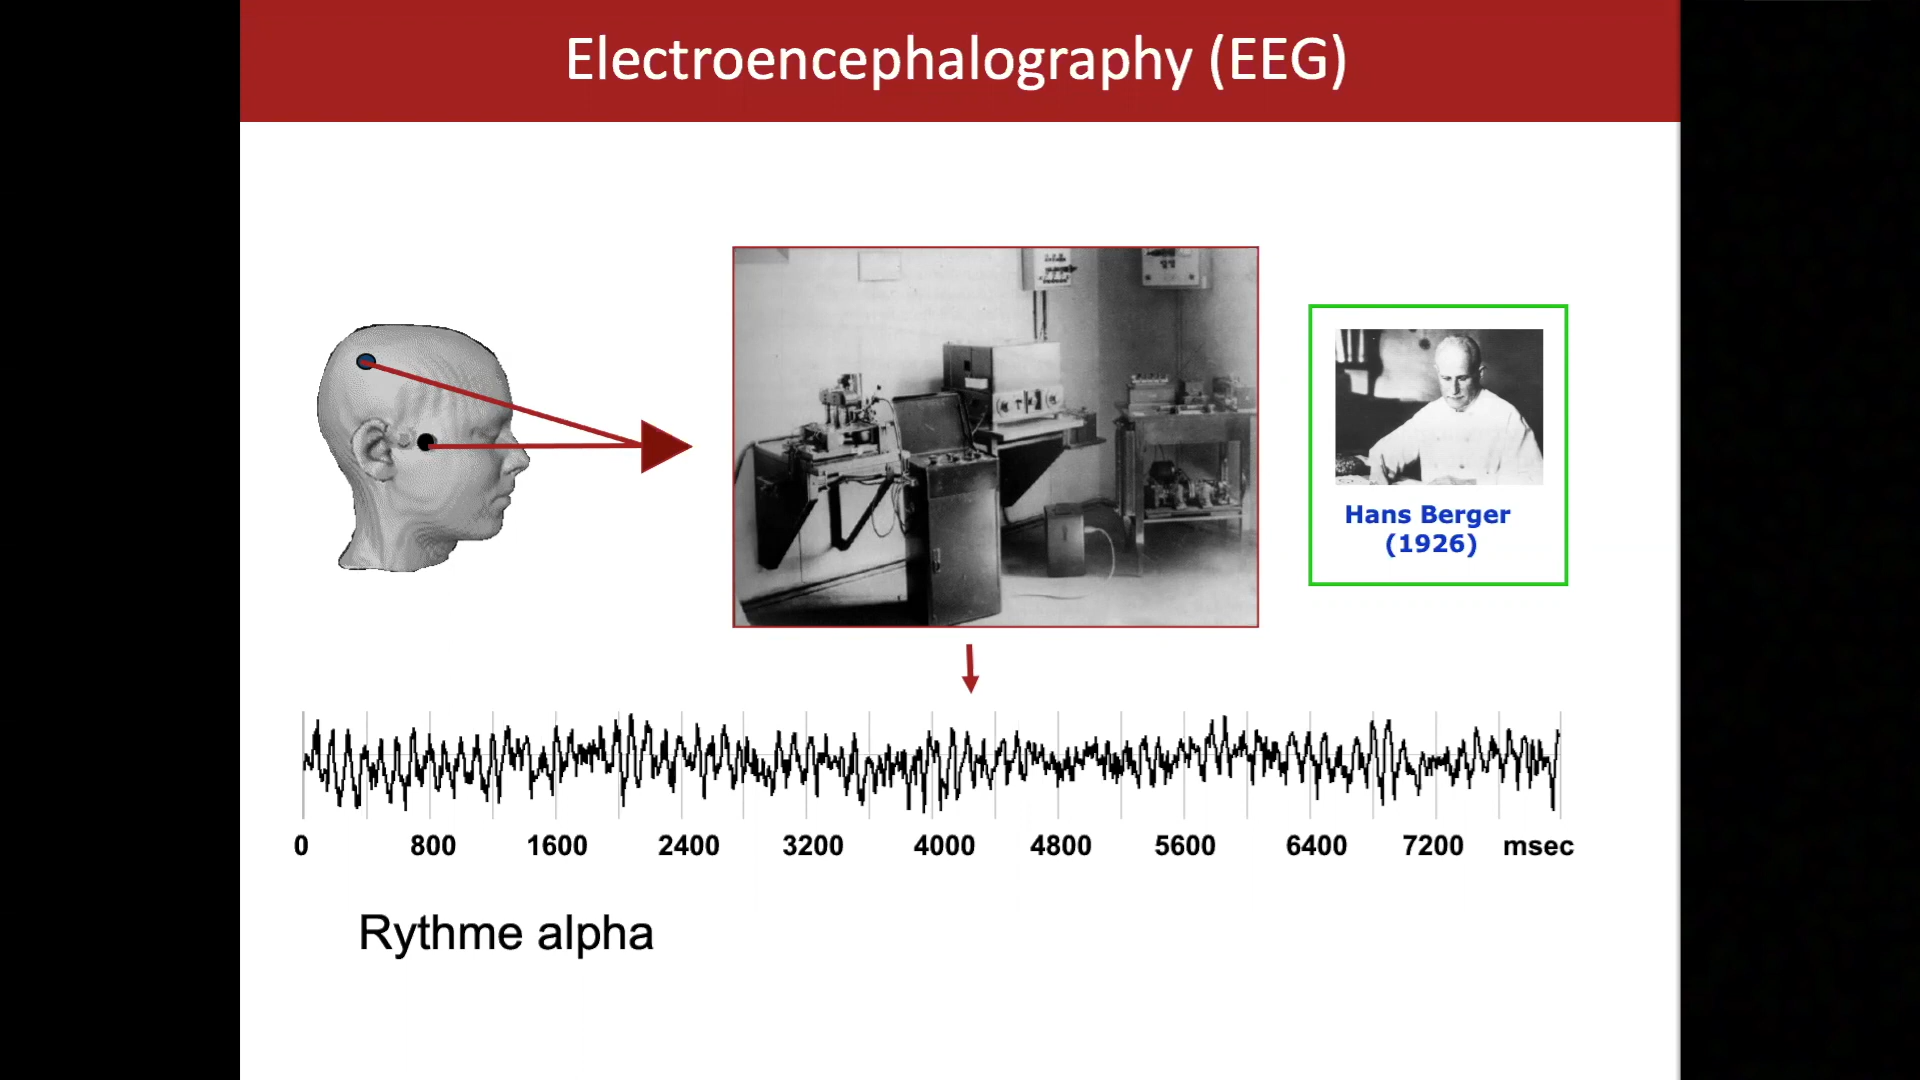 Electroencephalography (EEG)
Hans Berger
(1926)
0 800 1600 2400 3200 4000 4800 5600 6400 7200 msec
Rythme alpha